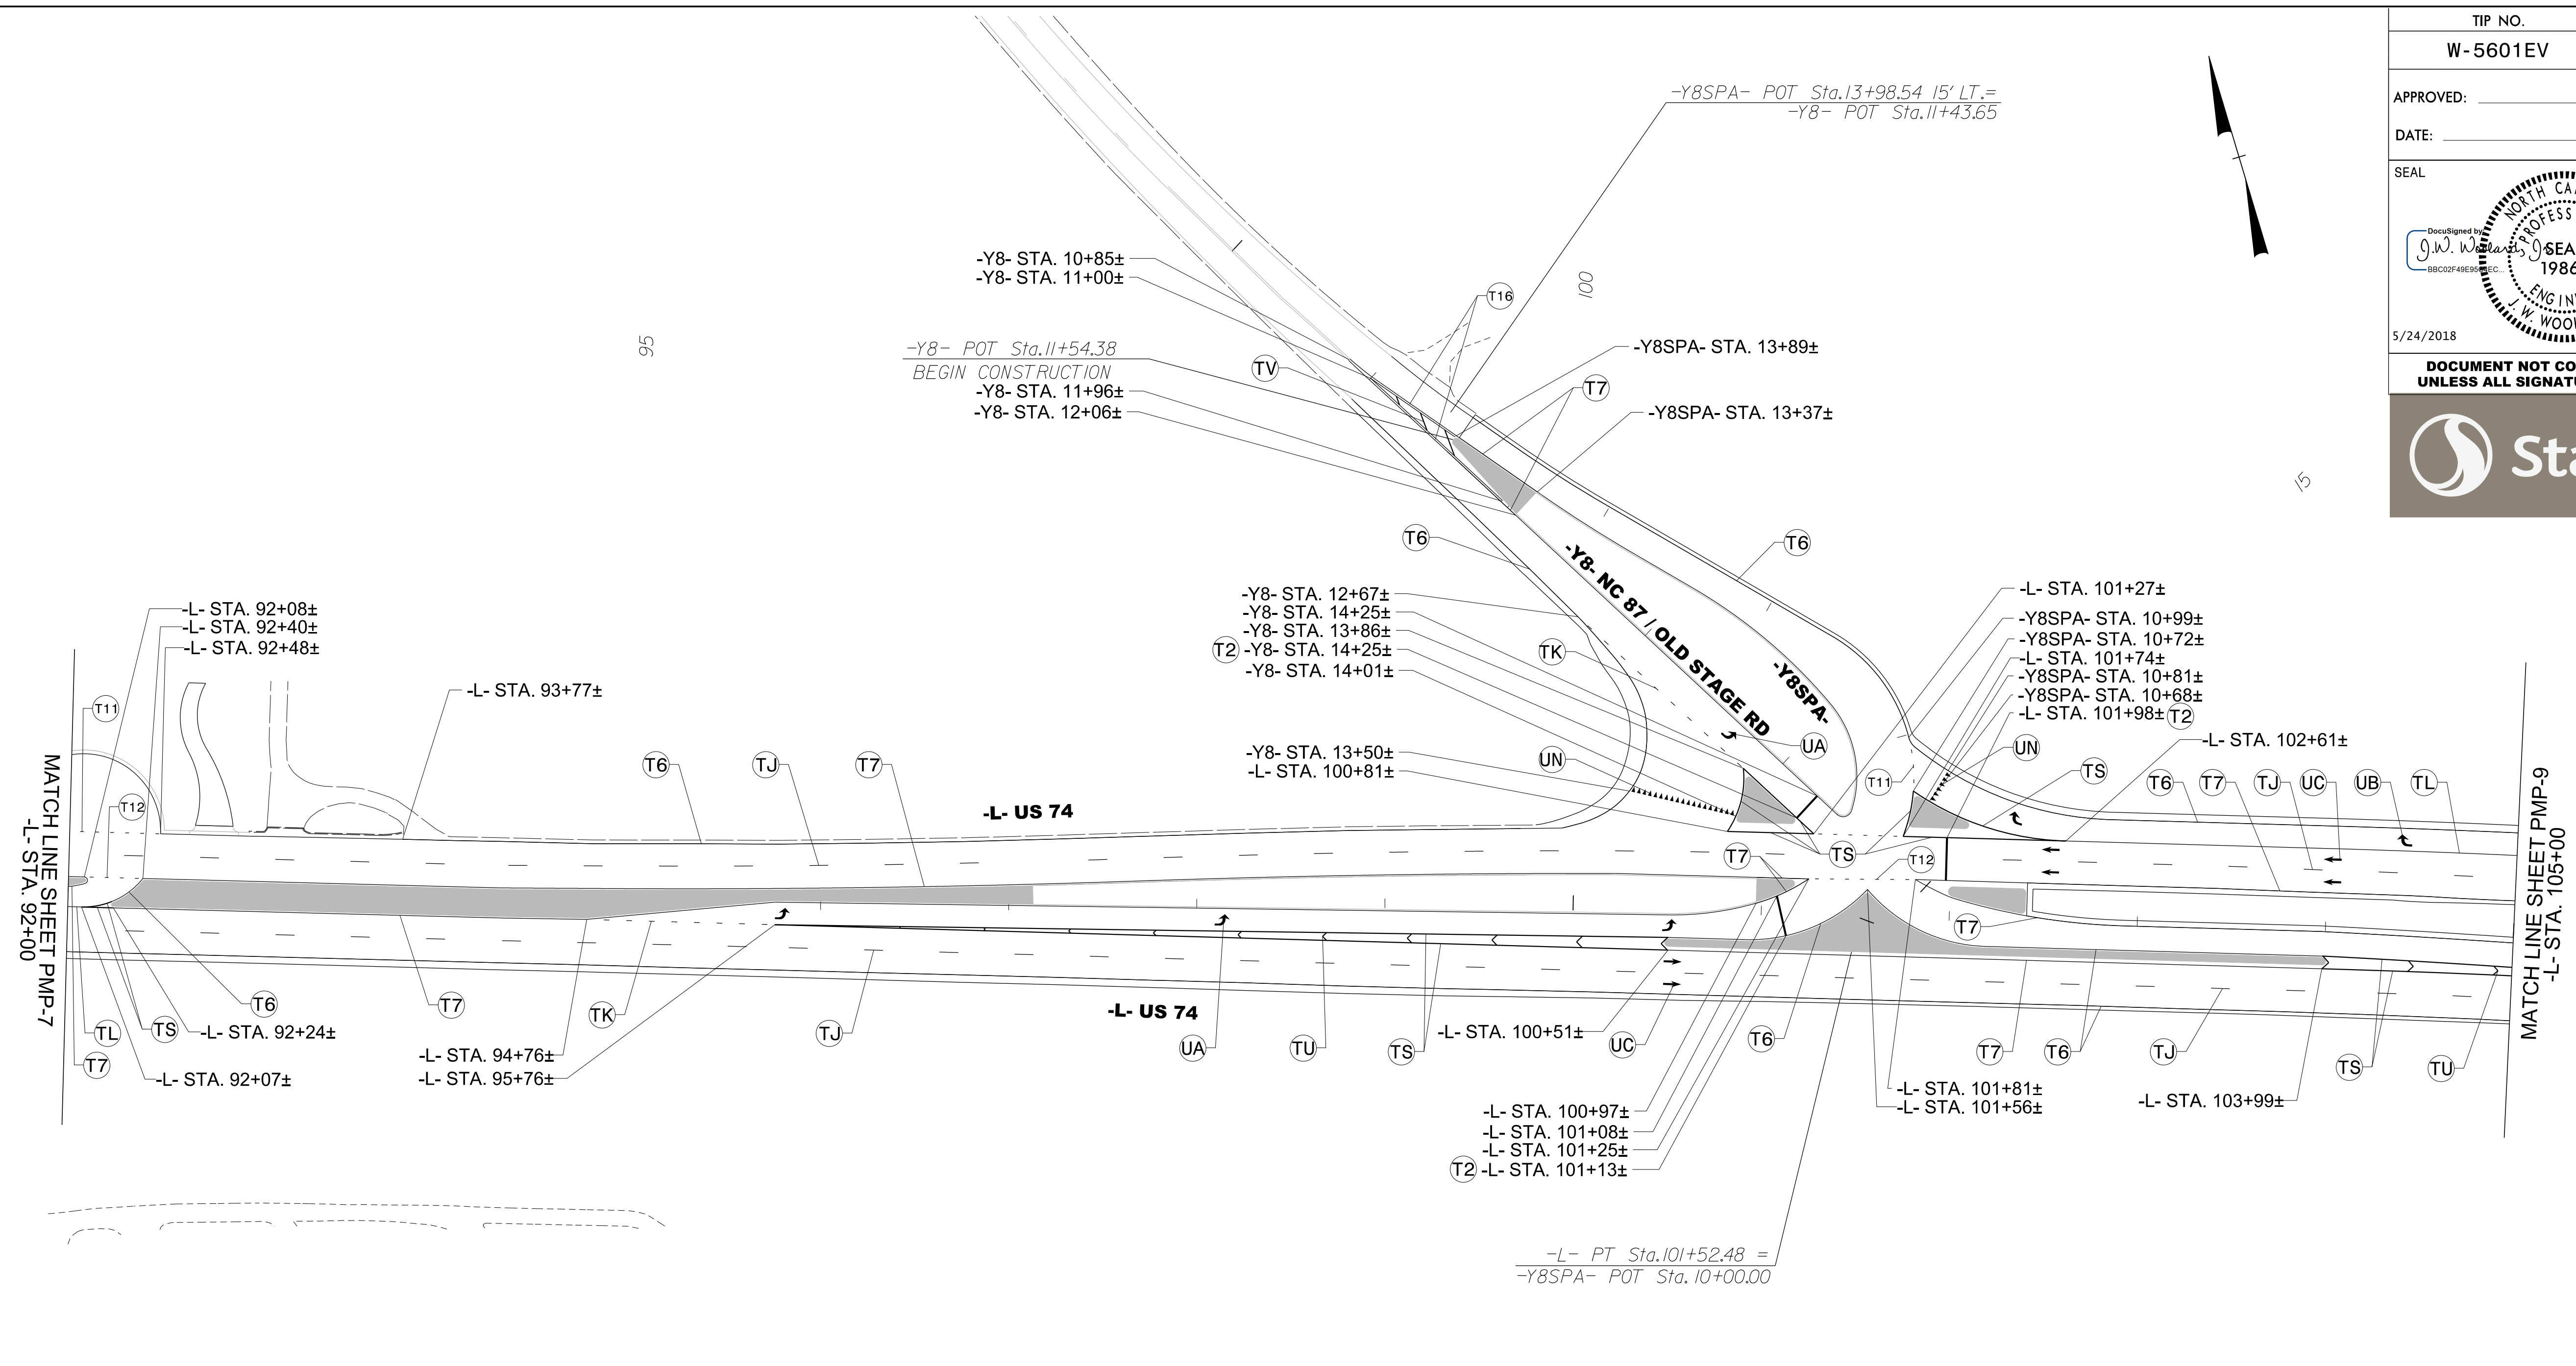 TIP NO.
W-5601EV
APPROVED:
DATE:
SEAL
DocuSigned by
BBC02F49E95
EC...
NORTH CA
PROFESS
SEA
1986
ENGIN
J. W. WOO
5/24/2018
DOCUMENT NOT CO
UNLESS ALL SIGNAT
Sta
-Y8SPA- POT Sta.13+98.54 15' LT.=
-Y8- POT Sta.11+43.65
-Y8- STA. 10+85±
-Y8- STA. 11+00±
T16
100
95
-Y8- POT Sta.11+54.38
BEGIN CONSTRUCTION
TV
-Y8SPA- STA. 13+89±
T7
-Y8- STA. 11+96±
-Y8- STA. 12+06±
-Y8SPA- STA. 13+37±
15
T6
T6
-Y8- NC 87 / OLD STAGE RD
-Y8SPA-
-Y8- STA. 12+67±
-Y8- STA. 14+25±
-Y8- STA. 13+86±
T2 -Y8- STA. 14+25±
-Y8- STA. 14+01±
TK
-L- STA. 101+27±
-Y8SPA- STA. 10+99±
-Y8SPA- STA. 10+72±
-L- STA. 101+74±
-Y8SPA- STA. 10+81±
-Y8SPA- STA. 10+68±
-L- STA. 101+98± T2
-L- STA. 92+08±
-L- STA. 92+40±
-L- STA. 92+48±
-L- STA. 93+77±
T11
T12
T6
TJ
T7
-L- US 74
-Y8- STA. 13+50±
-L- STA. 100+81±
UN
UA
T11
UN
TS
-L- STA. 102+61±
T6
T7
TJ
UC
UB
TL
MATCH LINE SHEET PMP-7
-L- STA. 92+00
MATCH LINE SHEET PMP-9
-L- STA. 105+00
T7
TS
T12
T7
TL
T7
TS
T6
-L- STA. 92+24±
-L- STA. 92+07±
T7
-L- STA. 94+76±
-L- STA. 95+76±
TK
TJ
-L- US 74
UA
TU
TS
-L- STA. 100+51±
UC
T6
T7
T6
TJ
TS
TU
-L- STA. 101+81±
-L- STA. 101+56±
-L- STA. 103+99±
-L- STA. 100+97±
-L- STA. 101+08±
-L- STA. 101+25±
T2 -L- STA. 101+13±
-L- PT Sta.101+52.48 =
-Y8SPA- POT Sta. 10+00.00